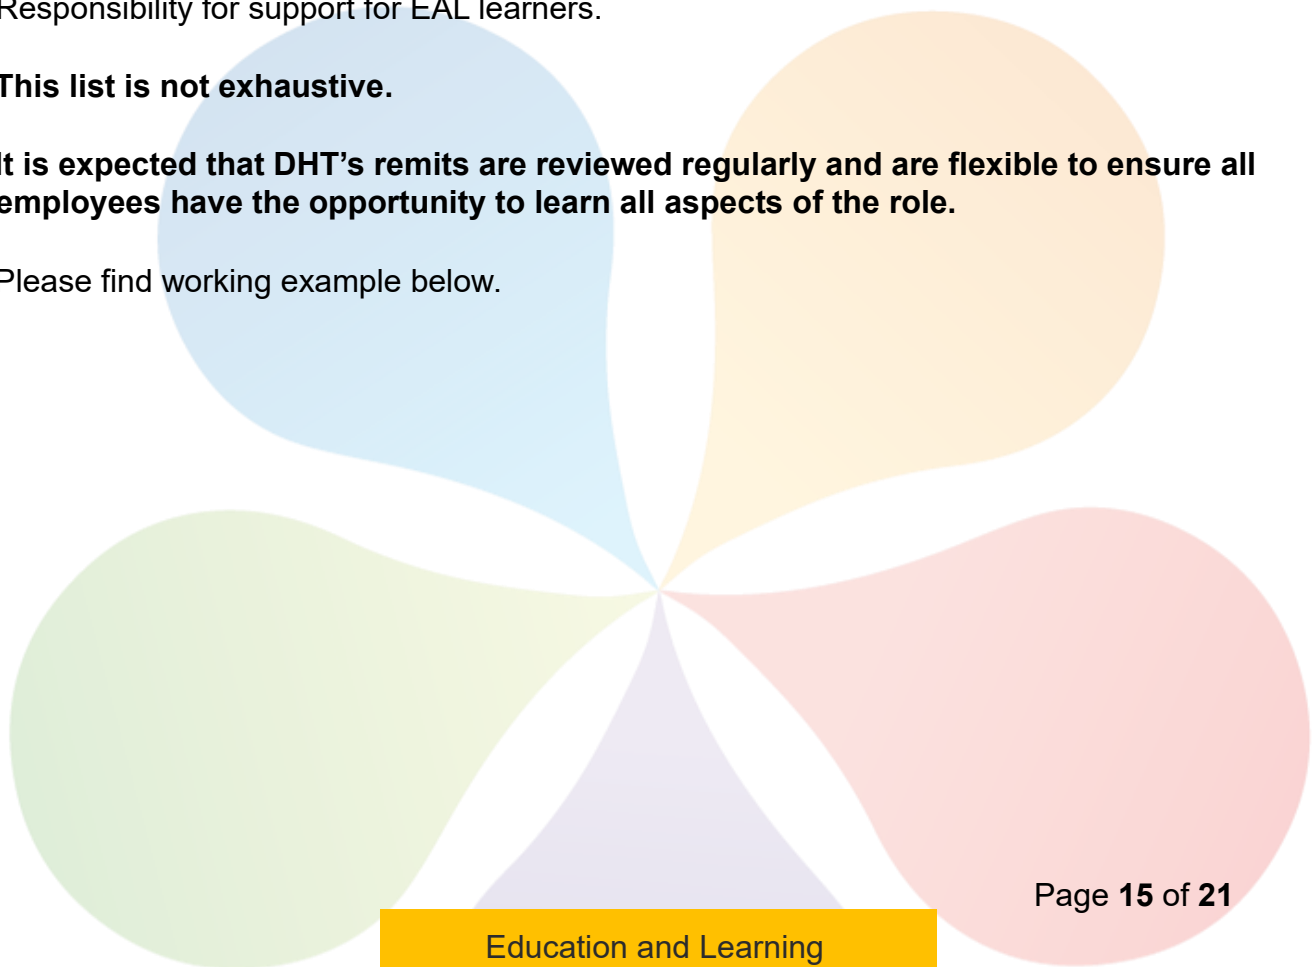 Responsibility for support for EAL learners.
This list is not exhaustive.
It is expected that DHT’s remits are reviewed regularly and are flexible to ensure all
employees have the opportunity to learn all aspects of the role.
Please find working example below.
Page 15 of 21
Education and Learning